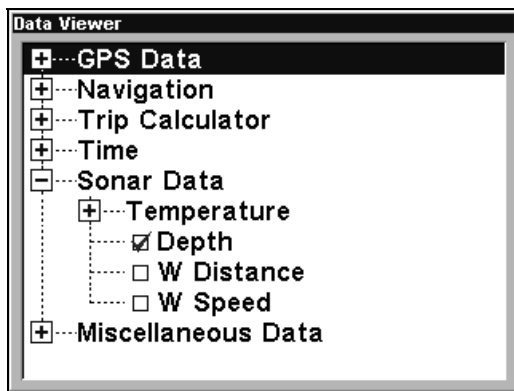 Data Viewer
GPS Data
Navigation
Trip Calculator
Time
Sonar Data
Temperature
Depth
W Distance
W Speed
Miscellaneous Data